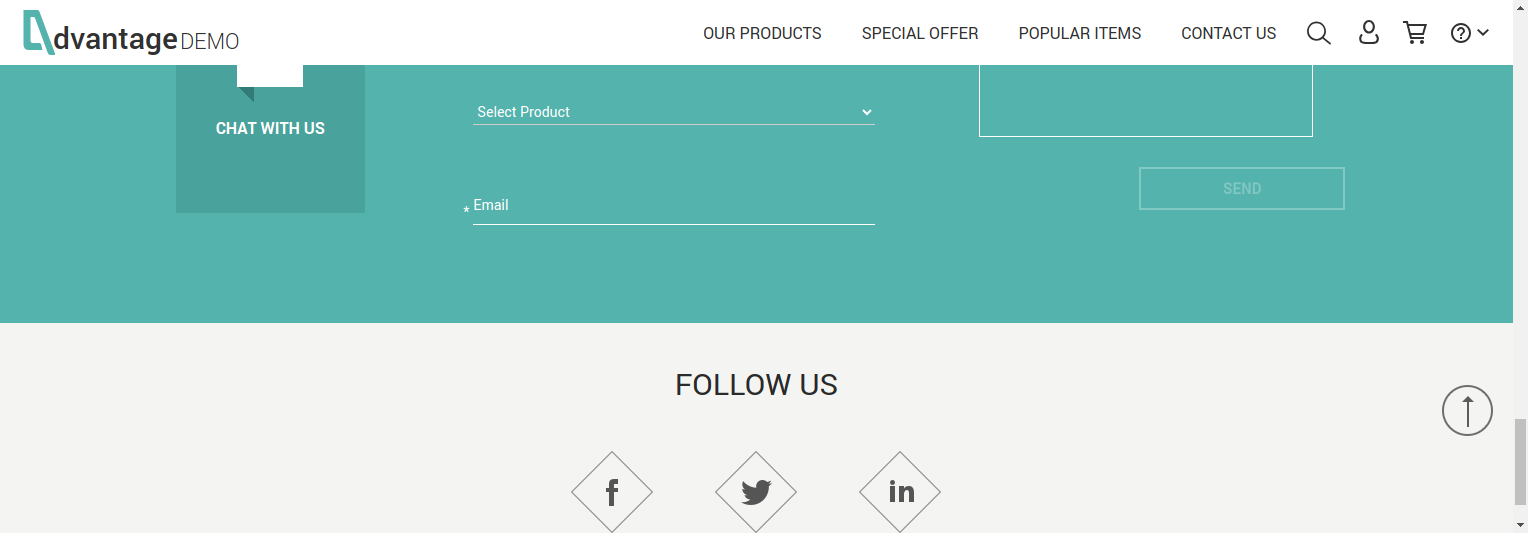 dvantage DEMO
OUR PRODUCTS
SPECIAL OFFER
POPULAR ITEMS
CONTACT US
CHAT WITH US
Select Product
* Email
SEND
FOLLOW US
f
in